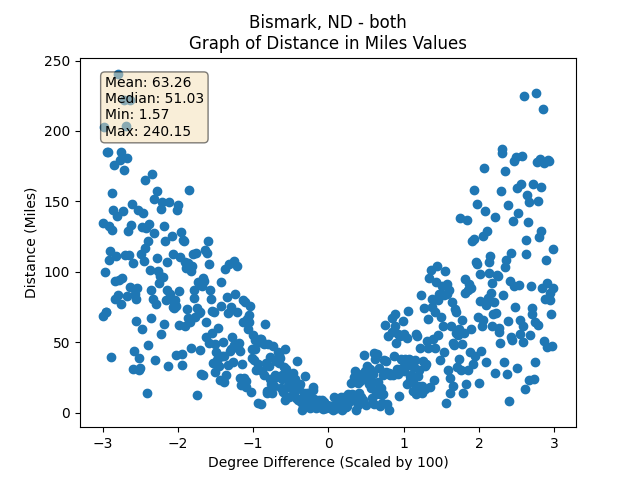 Bismark, ND - both
Graph of Distance in Miles Values
250
200
150
100
50
0
Distance (Miles)
Mean: 63.26
Median: 51.03
Min: 1.57
Max: 240.15
−3
−2
−1
0
1
2
3
Degree Difference (Scaled by 100)